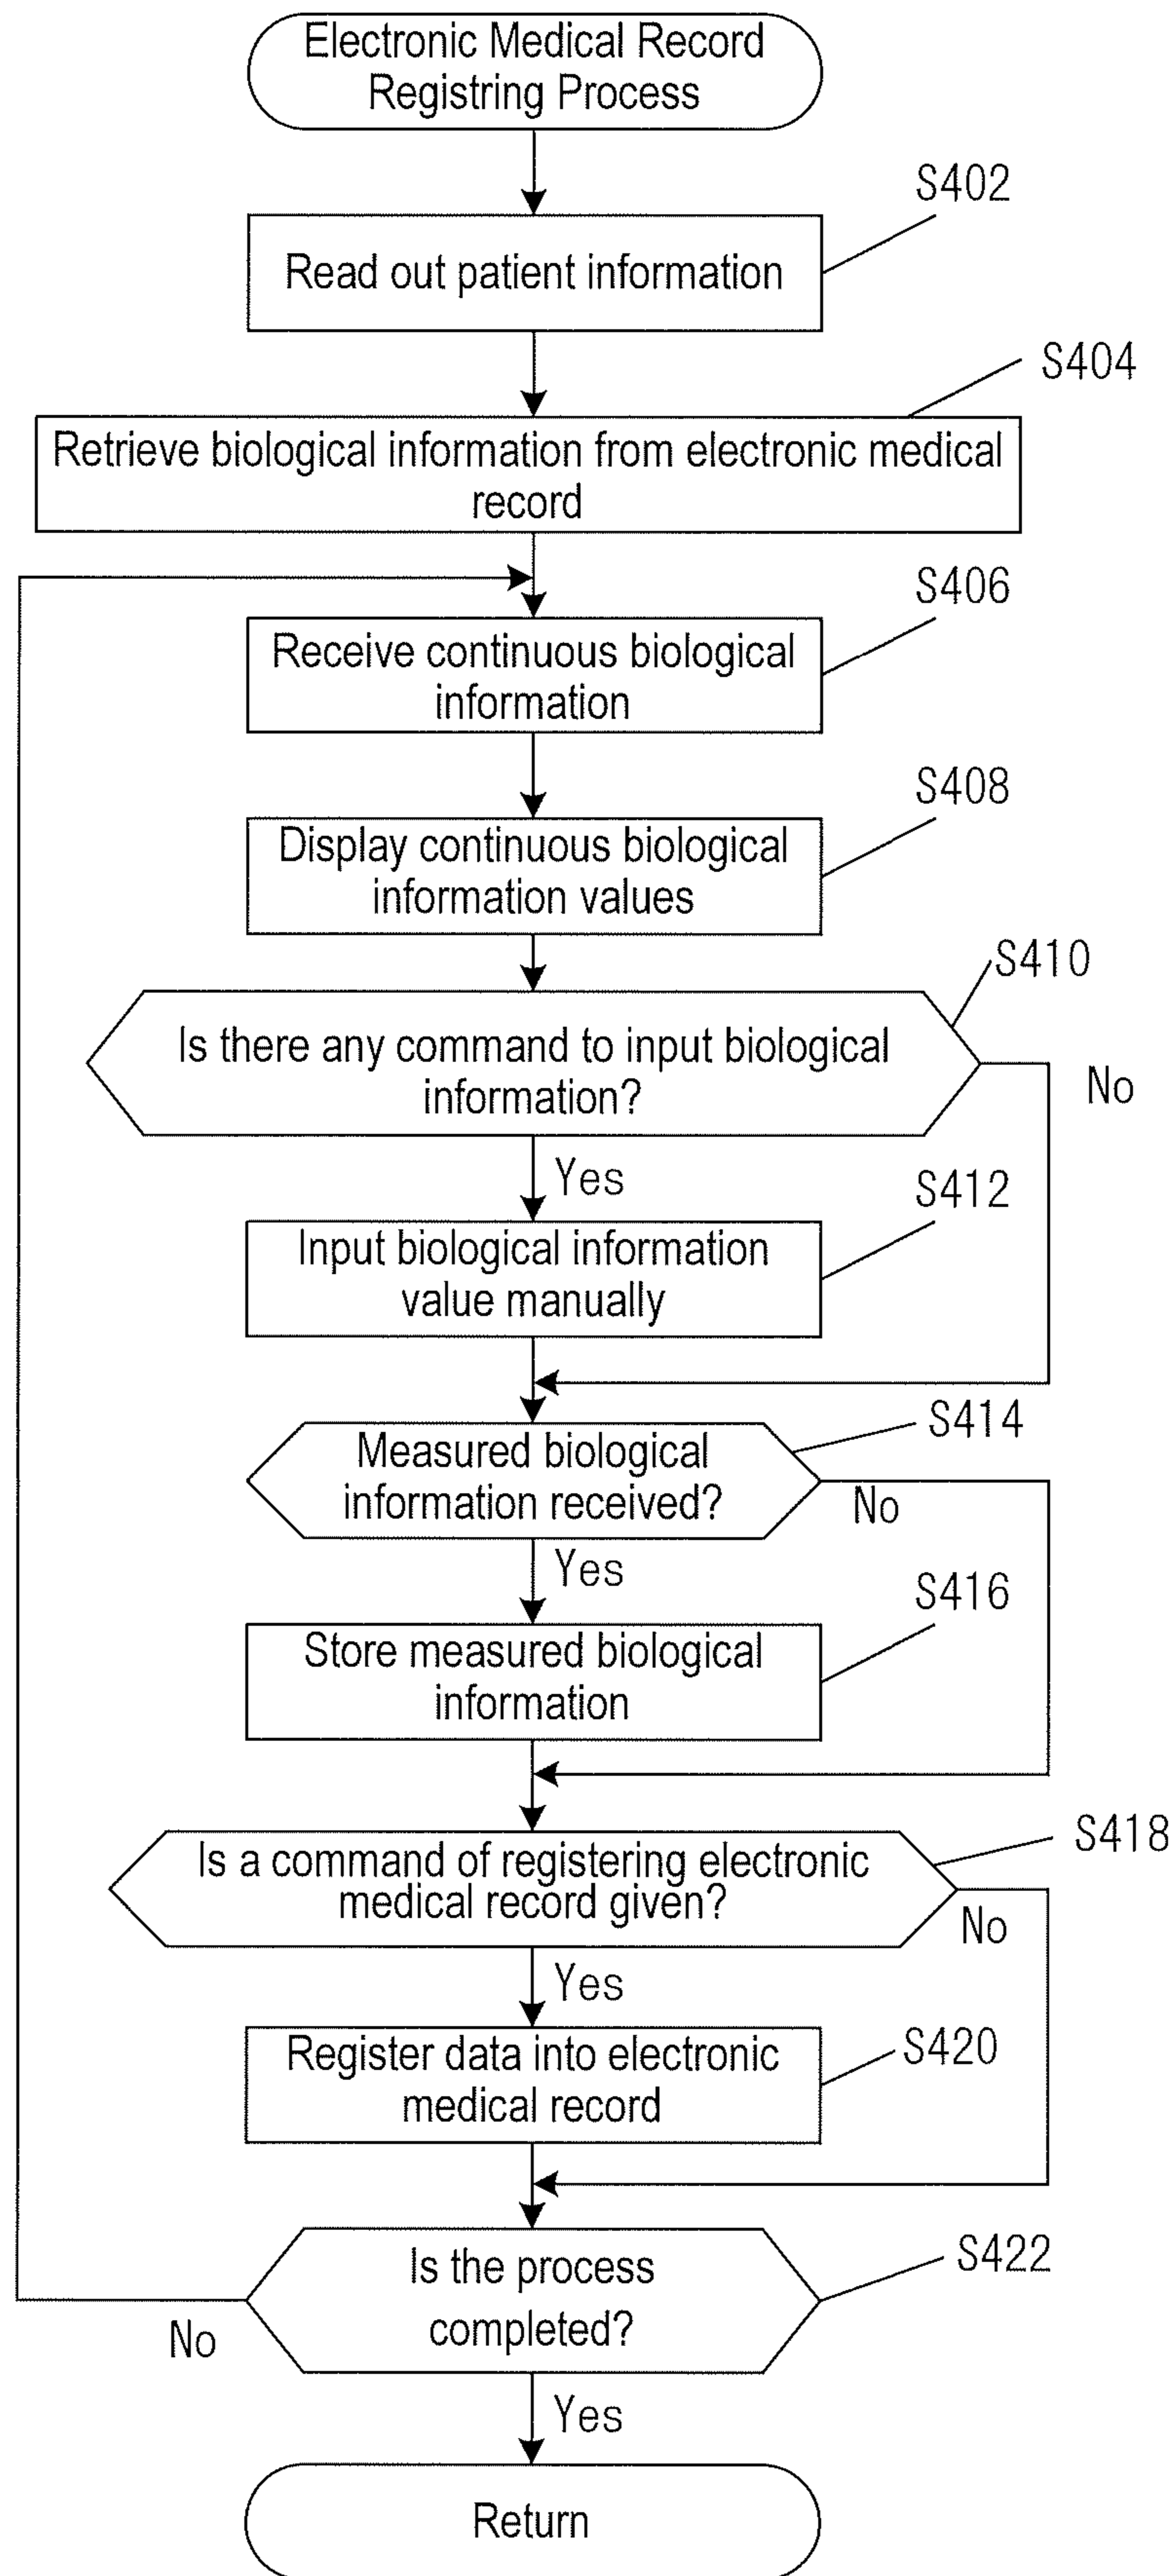 Electronic Medical Record
Registring Process
S402
Read out patient information
S404
Retrieve biological information from electronic medical
record
S406
Receive continuous biological
information
S408
Display continuous biological
information values
S410
Is there any command to input biological
information?
No
Yes
S412
Input biological information
value manually
S414
Measured biological
information received?
No
Yes
S416
Store measured biological
information
S418
Is a command of registering electronic
medical record given?
No
Yes
S420
Register data into electronic
medical record
S422
Is the process
completed?
No
Yes
Return